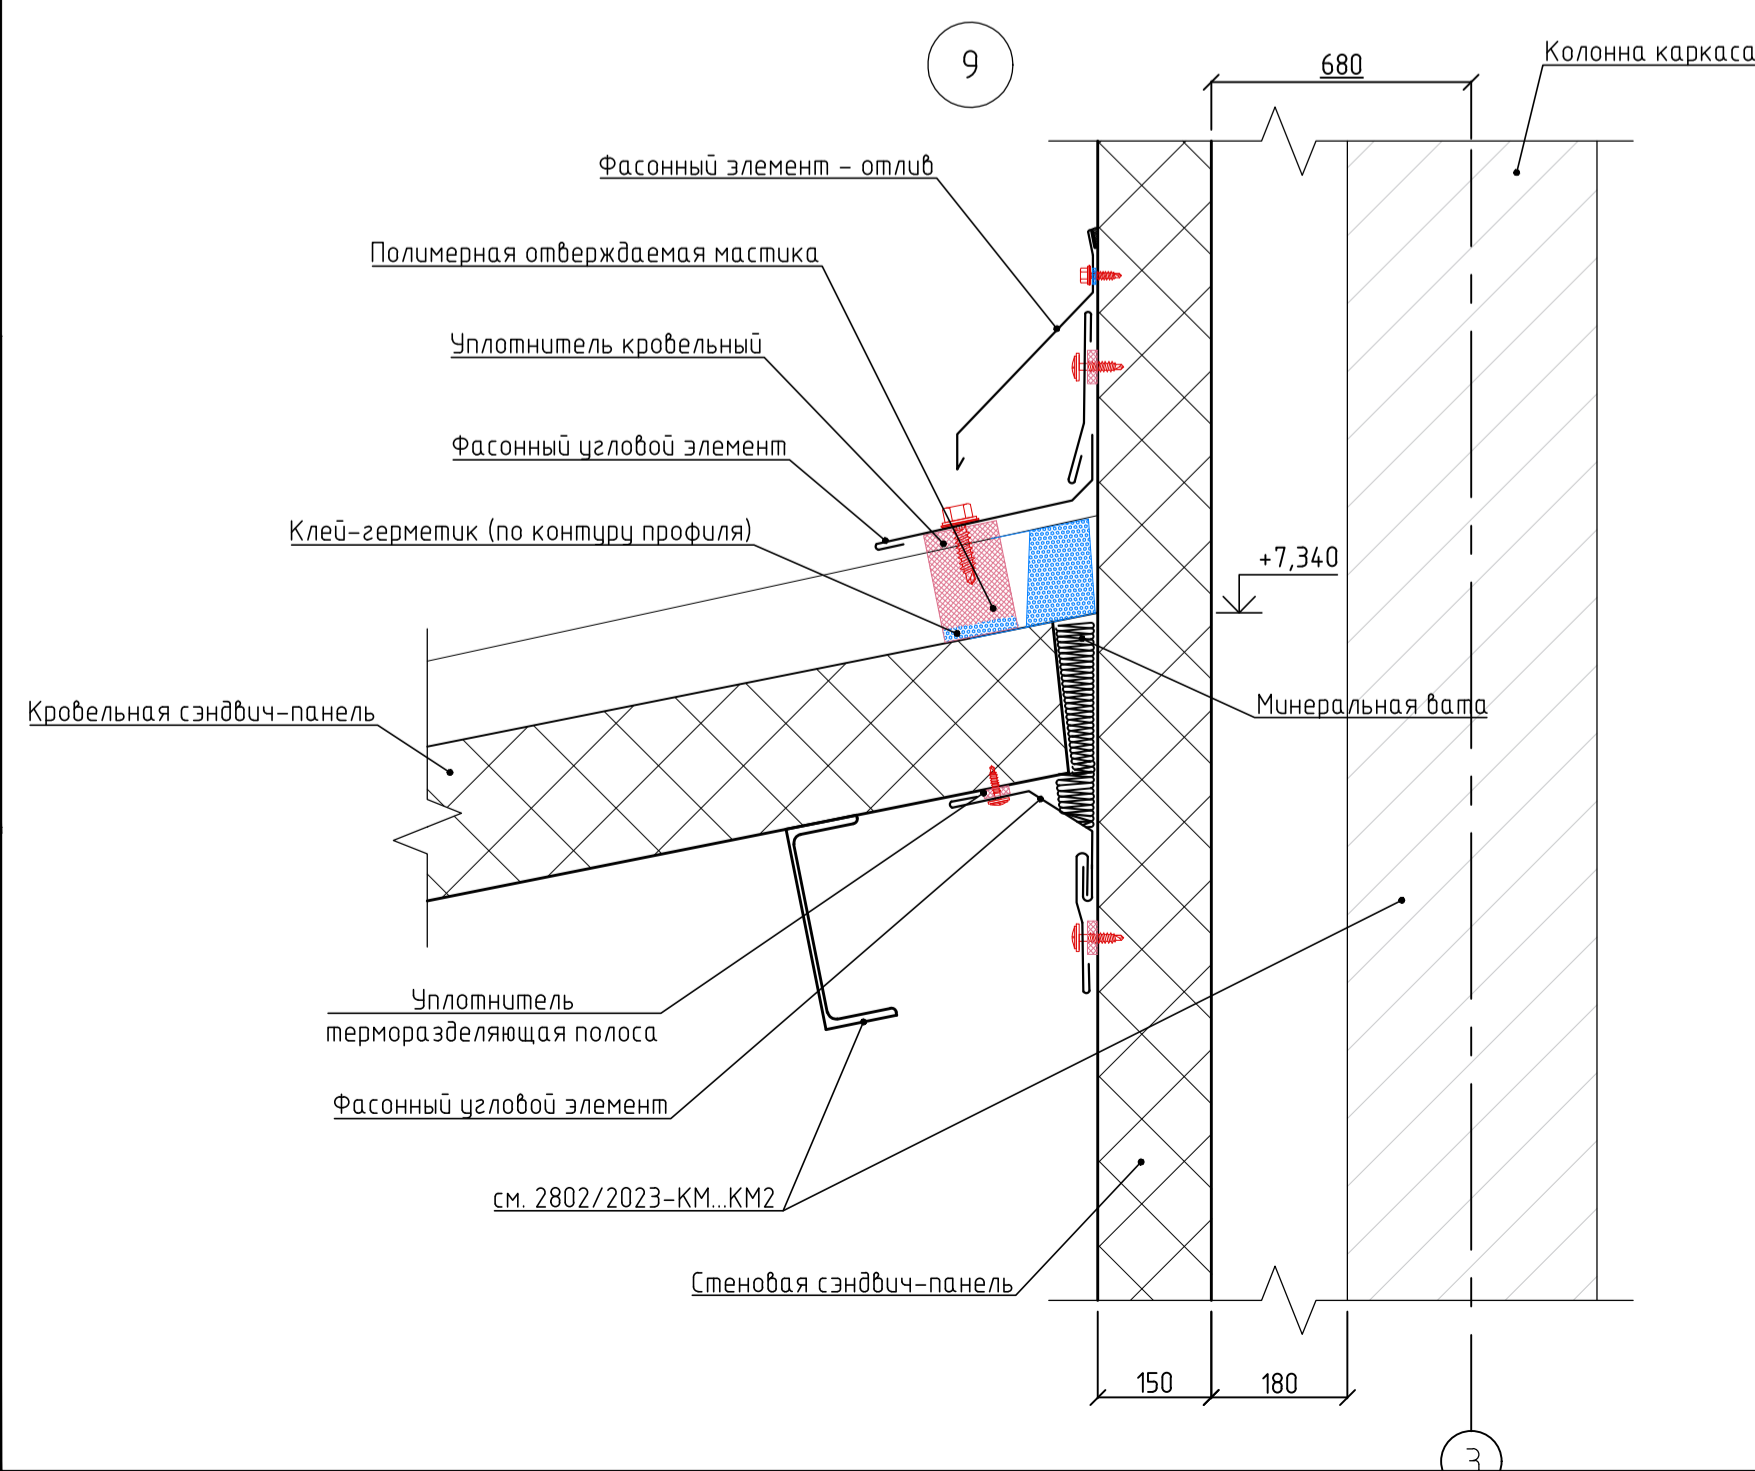 9
680
Колонна каркаса
Фасонный элемент - отлив
Полимерная отверждаемая мастика
Уплотнитель кровельный
Фасонный угловой элемент
Клей-герметик (по контуру профиля)
+7,340
Кровельная сэндвич-панель
Минеральная вата
Уплотнитель
терморазделяющая полоса
Фасонный угловой элемент
см. 2802/2023-КМ...КМ2
Стеновая сэндвич-панель
150
180
3